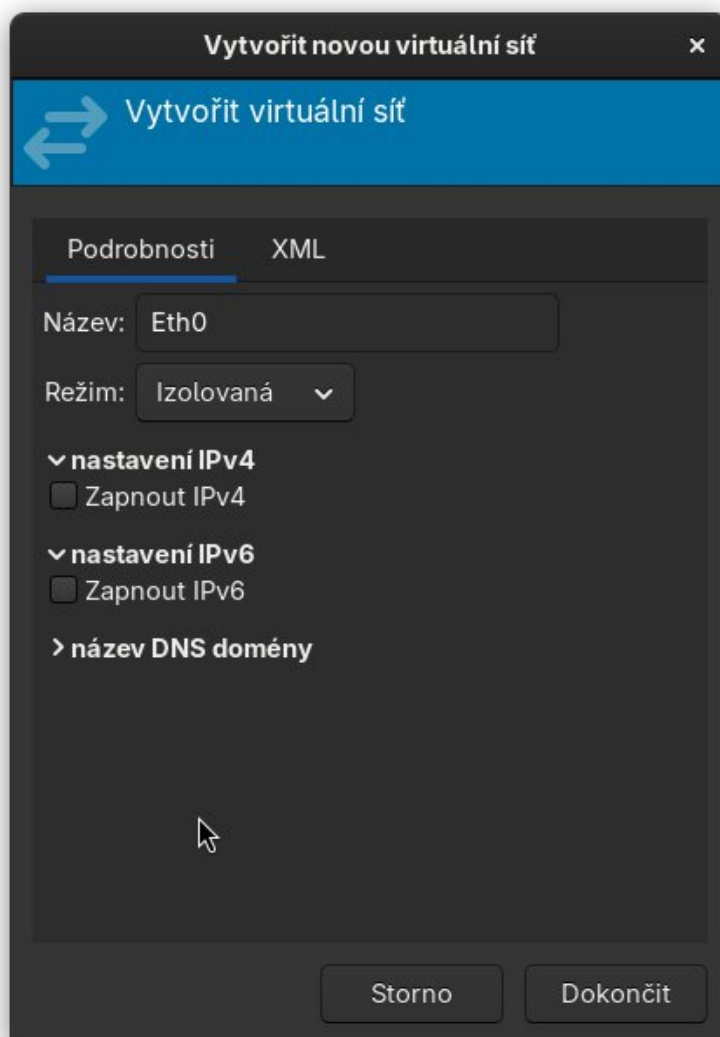 Vytvořit novou virtuální síť
Vytvořit virtuální síť
Podrobnosti XML
Název: Eth0
Režim: Izolovaná
nastavení IPv4
Zapnout IPv4
nastavení IPv6
Zapnout IPv6
název DNS domény
Storno Dokončit